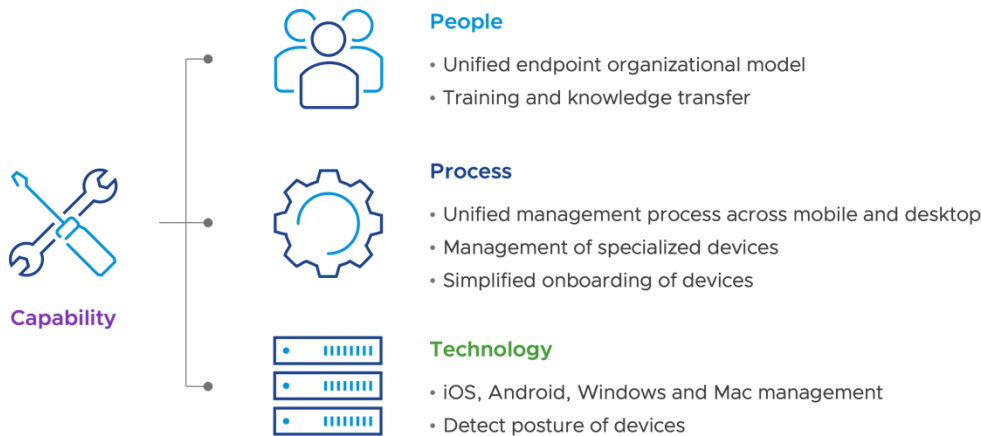 People
• Unified endpoint organizational model
• Training and knowledge transfer
Process
• Unified management process across mobile and desktop
• Management of specialized devices
• Simplified onboarding of devices
Capability
Technology
• iOS, Android, Windows and Mac management
• Detect posture of devices